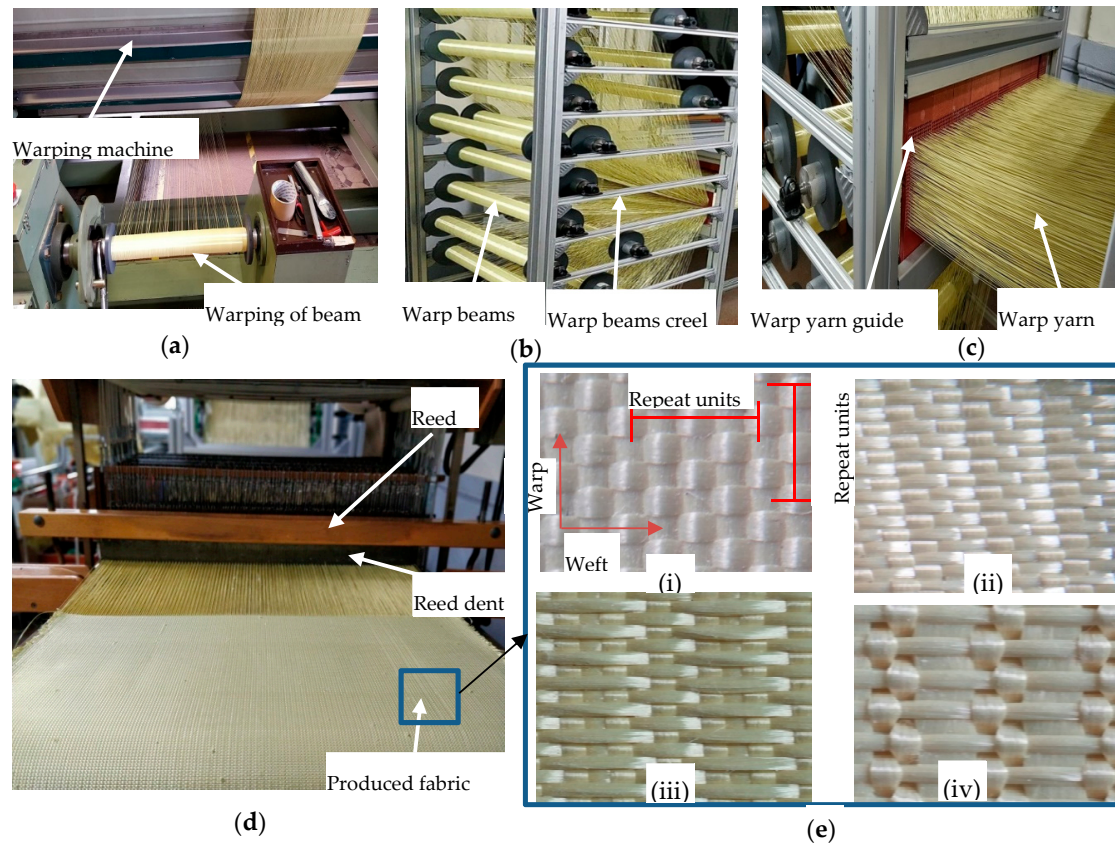 Warping machine
Warping of beam
(a)
Warp beams
Warp beams creel
(b)
Warp yarn guide
Warp yarn
(c)
Reed
Reed dent
Produced fabric
(d)
Repeat units
Repeat units
Warp
Weft
(i)
(ii)
(iii)
(iv)
(e)